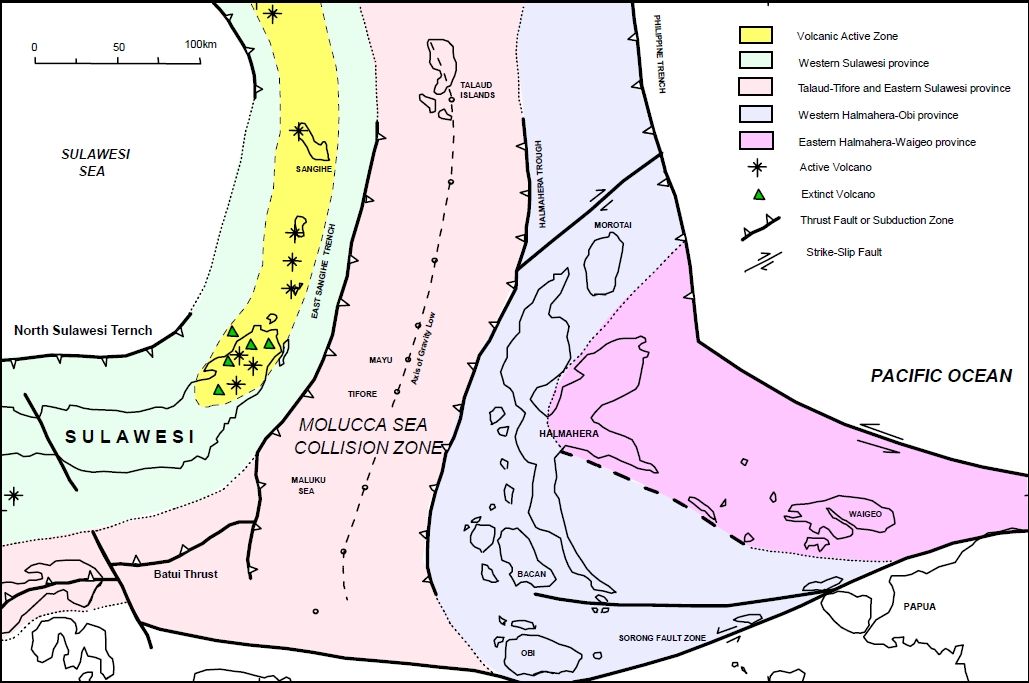 0 50 100km
SULAWESI
SEA
TALAUD
ISLANDS
SANGIHE
EAST SANGIHE TRENCH
HALMAHERA TROUGH
PHILIPPINE TRENCH
MOROTAI
North Sulawesi Ternch
MAYU
TIFORE
Axis of Gravity Low
SULAWESI
MOLUCCA SEA
COLLISION ZONE
HALMAHERA
MALUKU
SEA
Batui Thrust
BACAN
OBI
SORONG FAULT ZONE
WAIGEO
PAPUA
PACIFIC OCEAN
Volcanic Active Zone
Western Sulawesi province
Talaud-Tifore and Eastern Sulawesi province
Western Halmahera-Obi province
Eastern Halmahera-Waigeo province
Active Volcano
Extinct Volcano
Thrust Fault or Subduction Zone
Strike-Slip Fault